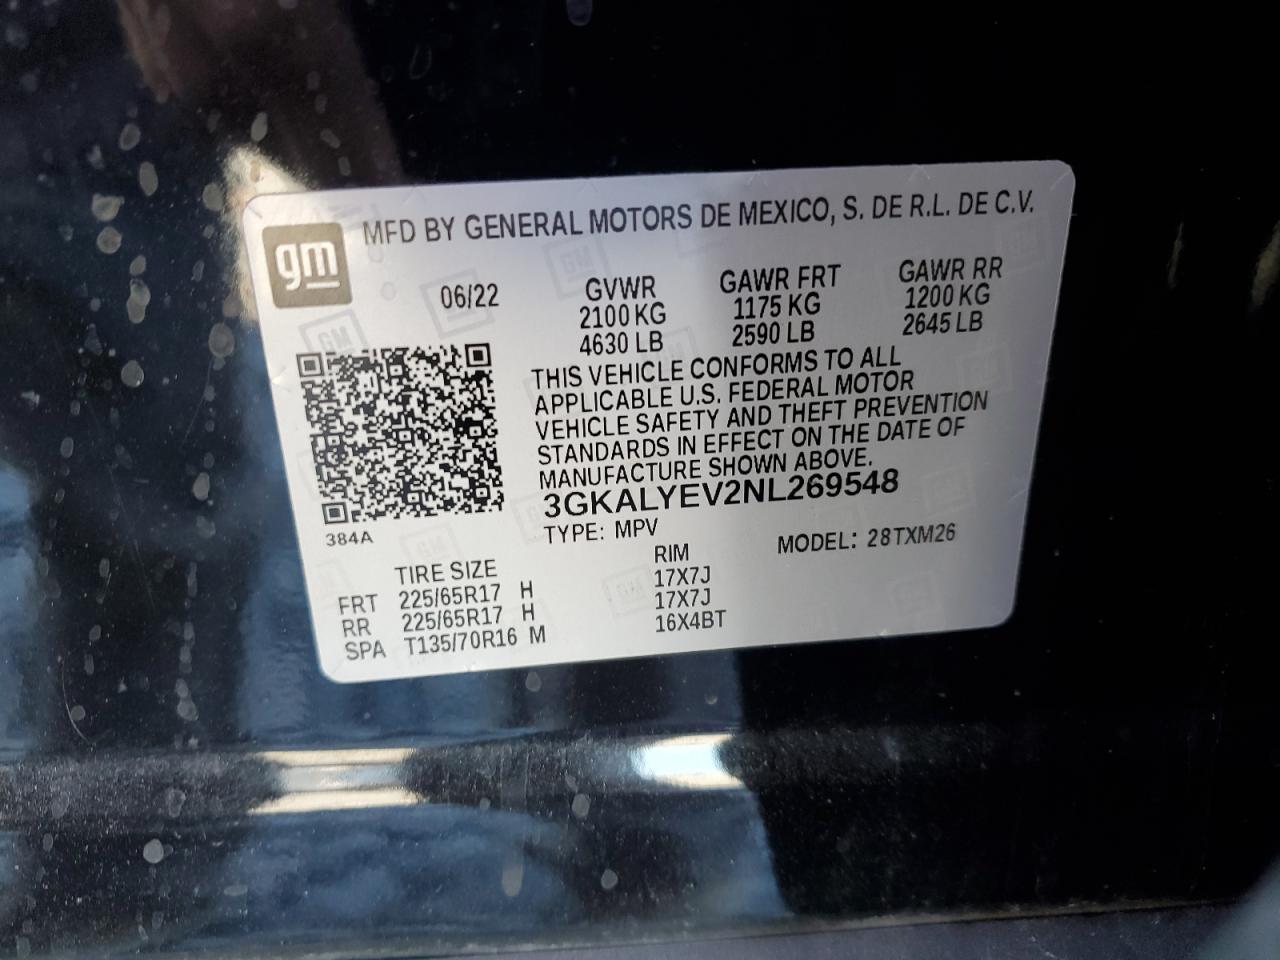 gm
MFD BY GENERAL MOTORS DE MEXICO, S. DE R.L. DE C.V.
06/22
GVWR
2100 KG
4630 LB
GAWR FRT
1175 KG
2590 LB
GAWR RR
1200 KG
2645 LB
THIS VEHICLE CONFORMS TO ALL
APPLICABLE U.S. FEDERAL MOTOR
VEHICLE SAFETY AND THEFT PREVENTION
STANDARDS IN EFFECT ON THE DATE OF
MANUFACTURE SHOWN ABOVE.
3GKALYEV2NL269548
TYPE: MPV
MODEL: 28TXM26
384A
TIRE SIZE
RIM
FRT 225/65R17 H 17X7J
RR 225/65R17 H 17X7J
SPA T135/70R16 M 16X4BT